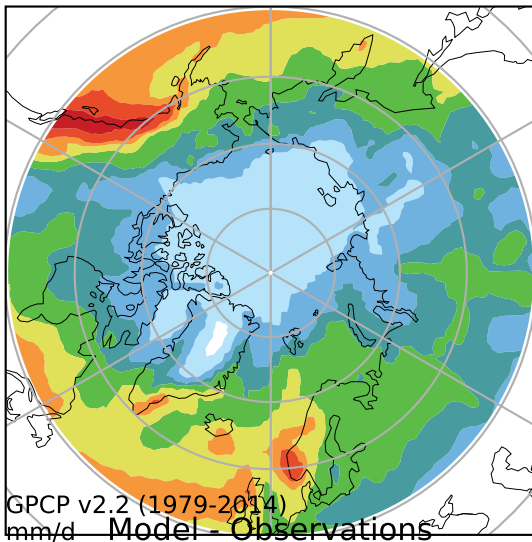 GPCP v2.2 (1979-2014)
mm/d Model - Observations